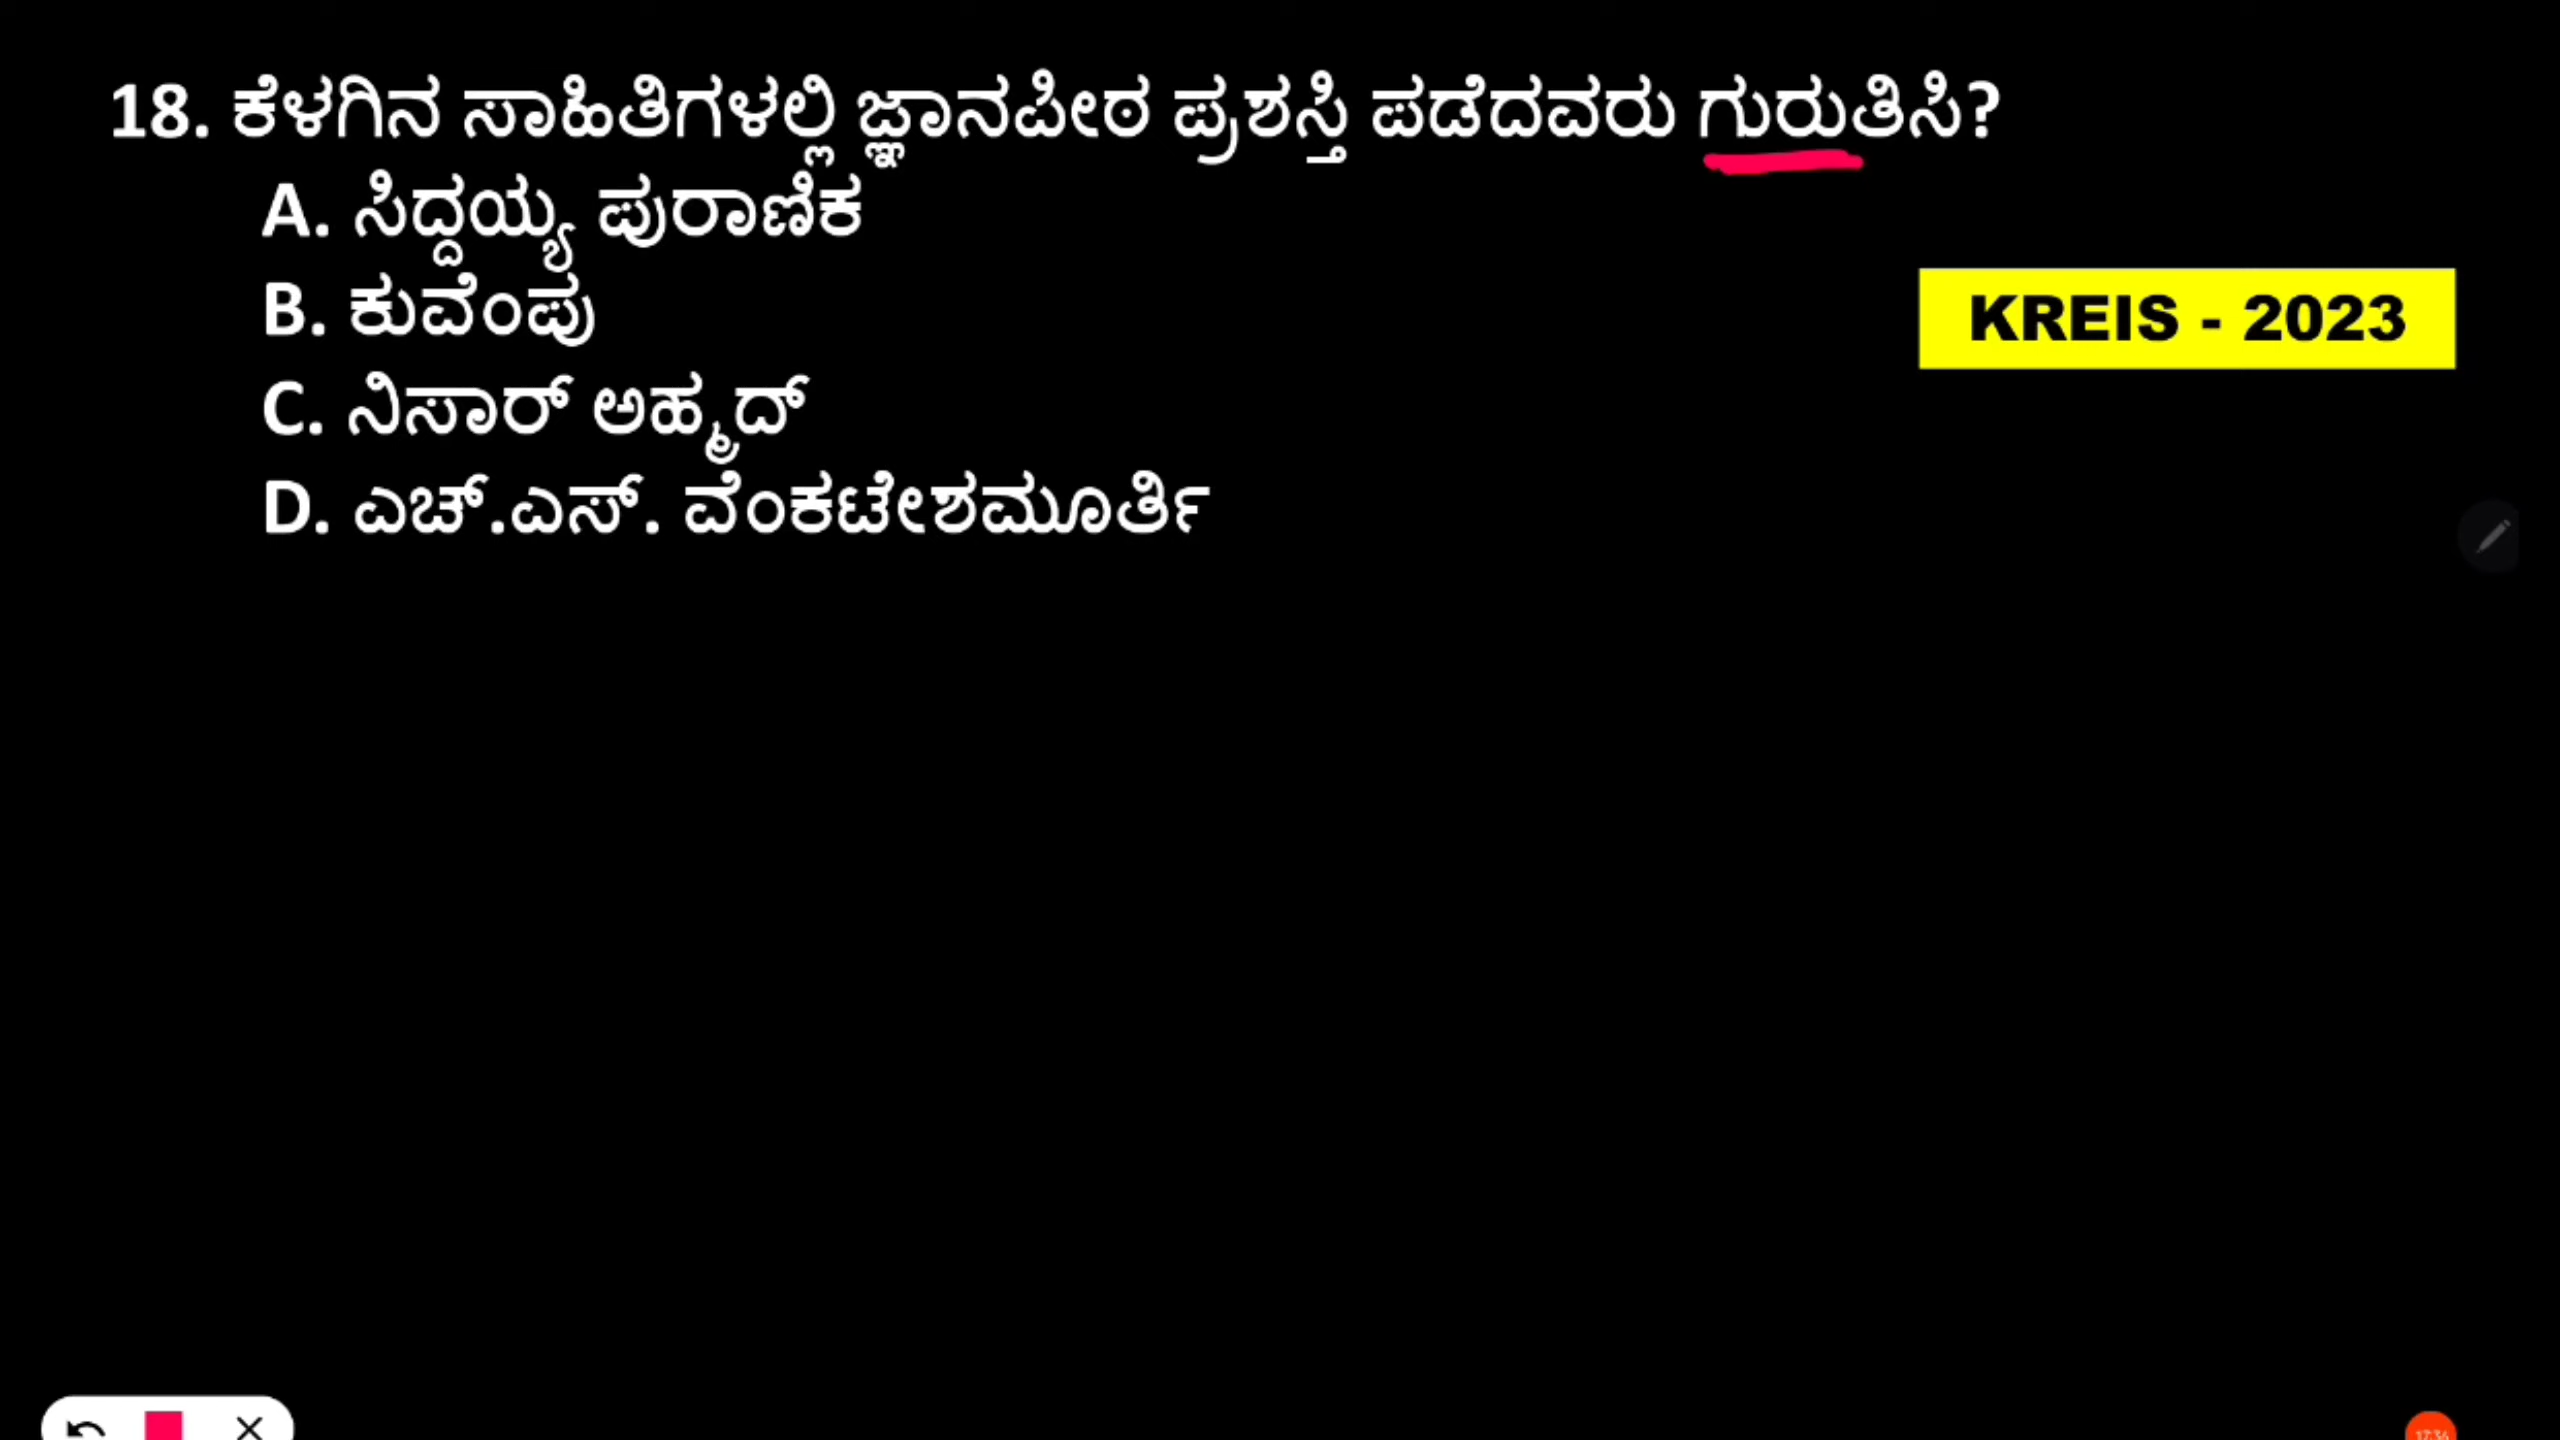 18. ಕೆಳಗಿನ ಸಾಹಿತಿಗಳಲ್ಲಿ ಜ್ಞಾನಪೀಠ ಪ್ರಶಸ್ತಿ ಪಡೆದವರು ಗುರುತಿಸಿ?
A. ಸಿದ್ದಯ್ಯ ಪುರಾಣಿಕ
B. ಕುವೆಂಪು
KREIS - 2023
C. ನಿಸಾರ್ ಅಹ್ಮದ್
D. ಎಚ್.ಎಸ್. ವೆಂಕಟೇಶಮೂರ್ತಿ